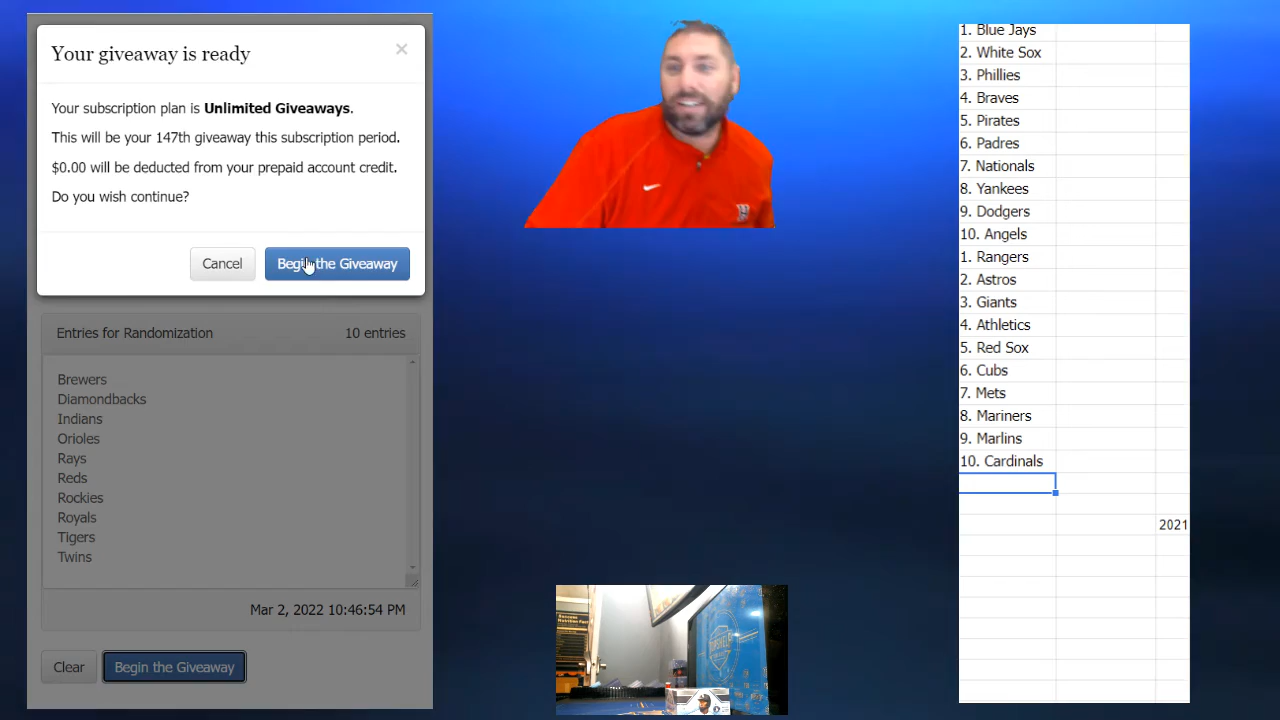 Your giveaway is ready
×
Your subscription plan is Unlimited Giveaways.
This will be your 147th giveaway this subscription period.
$0.00 will be deducted from your prepaid account credit.
Do you wish continue?
Cancel
Begin the Giveaway
Entries for Randomization
10 entries
Brewers
Diamondbacks
Indians
Orioles
Rays
Reds
Rockies
Royals
Tigers
Twins
Mar 2, 2022 10:46:54 PM
Clear
Begin the Giveaway
1. Blue Jays
2. White Sox
3. Phillies
4. Braves
5. Pirates
6. Padres
7. Nationals
8. Yankees
9. Dodgers
10. Angels
1. Rangers
2. Astros
3. Giants
4. Athletics
5. Red Sox
6. Cubs
7. Mets
8. Mariners
9. Marlins
10. Cardinals
2021